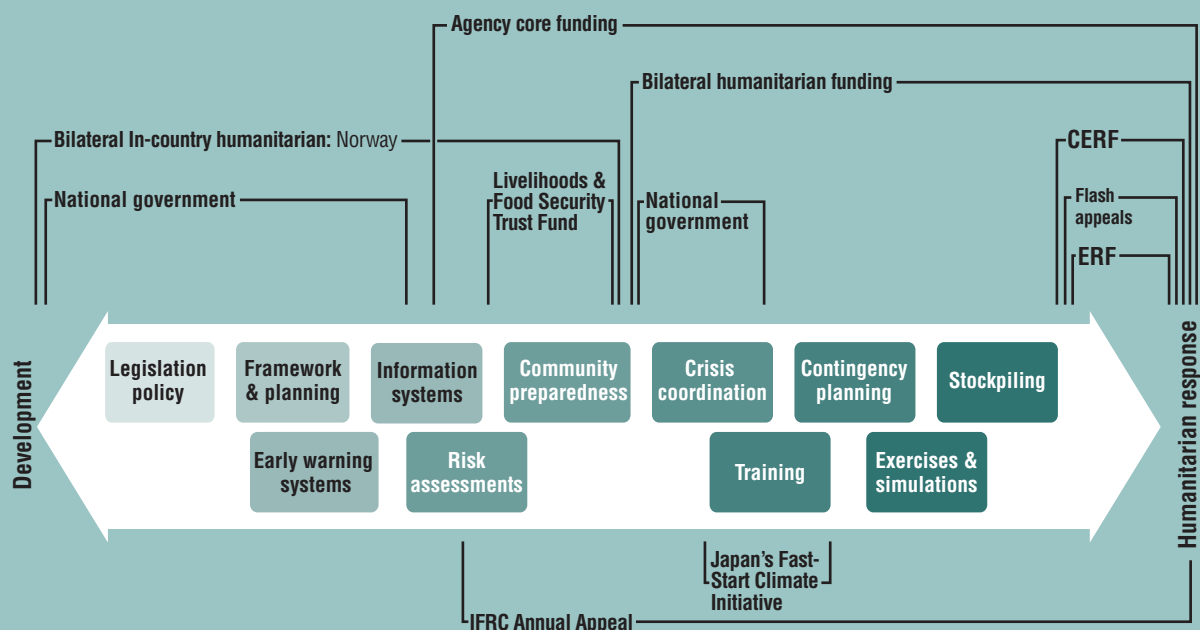 Agency core funding
Bilateral humanitarian funding
Bilateral In-country humanitarian: Norway
CERF
National government
Livelihoods &
Food Security
Trust Fund
National
government
Flash
appeals
ERF
Development
Legislation
policy
Framework
& planning
Information
systems
Community
preparedness
Crisis
coordination
Contingency
planning
Stockpiling
Early warning
systems
Risk
assessments
Training
Exercises &
simulations
Humanitarian response
Japan’s Fast-
Start Climate
Initiative
IFRC Annual Appeal